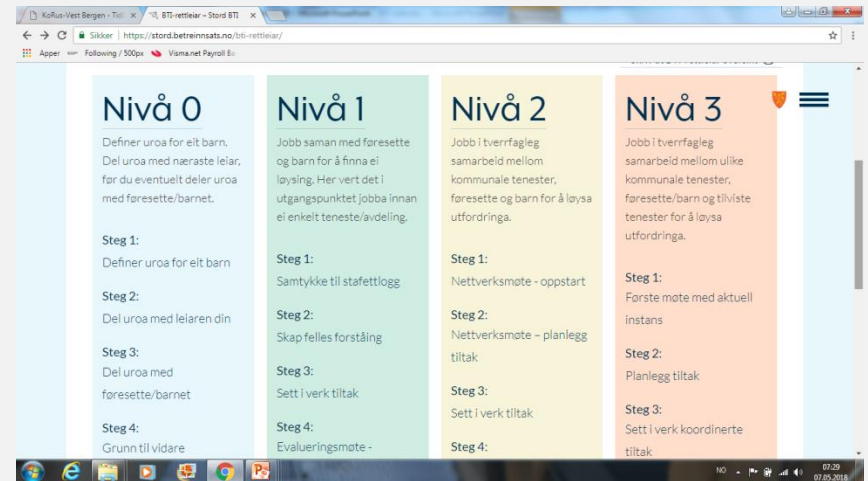 KoRus-Vest Bergen - Tid
BTI-rettleiar – Stord BTI
Sikker | https://stord.betreinnsats.no/bti-rettleiar/
Apper
Following / 500px
Visma.net Payroll
Nivå 0
Definer uroa for eit barn.
Del uroa med næraste leiar,
før du eventuelt deler uroa
med føresette/barnet.
Steg 1:
Definer uroa for eit barn
Steg 2:
Del uroa med leiaren din
Steg 3:
Del uroa med
føresette/barnet
Steg 4:
Grunn til vidare
Nivå 1
Jobb saman med føresette
og barn for å finna ei
løysing. Her vert det i
utgangspunktet jobba innan
ei enkelt teneste/avdeling.
Steg 1:
Samtykke til stafettlogg
Steg 2:
Skap felles forståing
Steg 3:
Sett i verk tiltak
Steg 4:
Evalueringsmøte -
Nivå 2
Jobb i tverrfagleg
samarbeid mellom
kommunale tenester,
føresette og barn for å løysa
utfordringa.
Steg 1:
Nettverksmøte - oppstart
Steg 2:
Nettverksmøte – planlegg
tiltak
Steg 3:
Sett i verk tiltak
Steg 4:
Nivå 3
Jobb i tverrfagleg
samarbeid mellom ulike
kommunale tenester,
føresette/barn og tilviste
tenester for å løysa
utfordringa.
Steg 1:
Første møte med aktuell
instans
Steg 2:
Planlegg tiltak
Steg 3:
Sett i verk koordinerte
tiltak
NO
07:29
07.05.2018